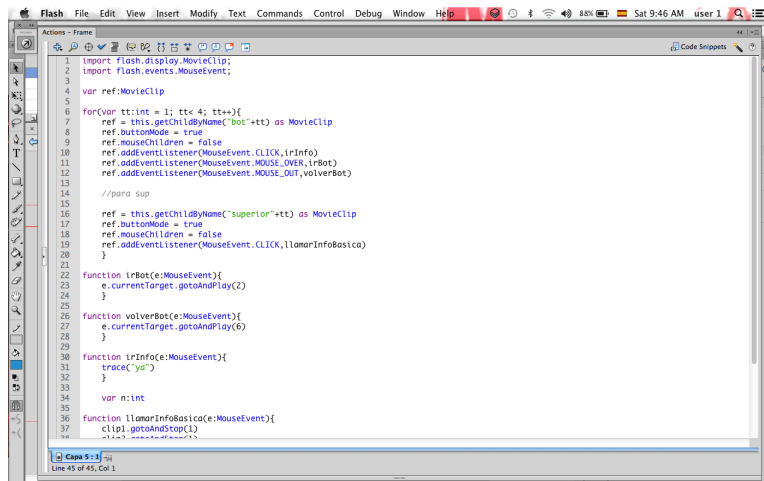 Flash File Edit View Insert Modify Text Commands Control Debug Window Help 88% Sat 9:46 AM user 1
Actions - Frame
Code Snippets
1 import flash.display.MovieClip;
2 import flash.events.MouseEvent;
3
4 var ref:MovieClip
5
6 for(var tt:int = 1; tt< 4; tt++){
7 ref = this.getChildByName("bot"+tt) as MovieClip
8 ref.buttonMode = true
9 ref.mouseChildren = false
10 ref.addEventListener(MouseEvent.CLICK,irInfo)
11 ref.addEventListener(MouseEvent.MOUSE_OVER,irBot)
12 ref.addEventListener(MouseEvent.MOUSE_OUT,volverBot)
13
14 //para sup
15
16 ref = this.getChildByName("superior"+tt) as MovieClip
17 ref.buttonMode = true
18 ref.mouseChildren = false
19 ref.addEventListener(MouseEvent.CLICK,llamarInfoBasica)
20 }
21
22 function irBot(e:MouseEvent){
23 e.currentTarget.gotoAndPlay(2)
24 }
25
26 function volverBot(e:MouseEvent){
27 e.currentTarget.gotoAndPlay(6)
28 }
29
30 function irInfo(e:MouseEvent){
31 trace("ya")
32 }
33
34 var n:int
35
36 function llamarInfoBasica(e:MouseEvent){
37 clip1.gotoAndStop(1)
Capa 5 : 1
Line 45 of 45, Col 1